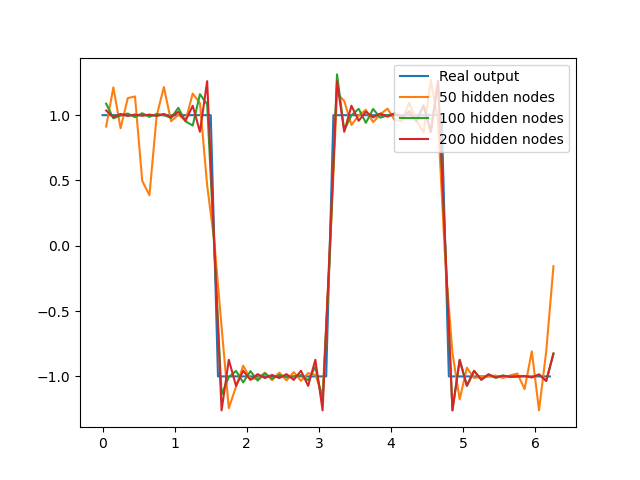 Real output
50 hidden nodes
100 hidden nodes
200 hidden nodes
1.0
0.5
0.0
−0.5
−1.0
0 1 2 3 4 5 6